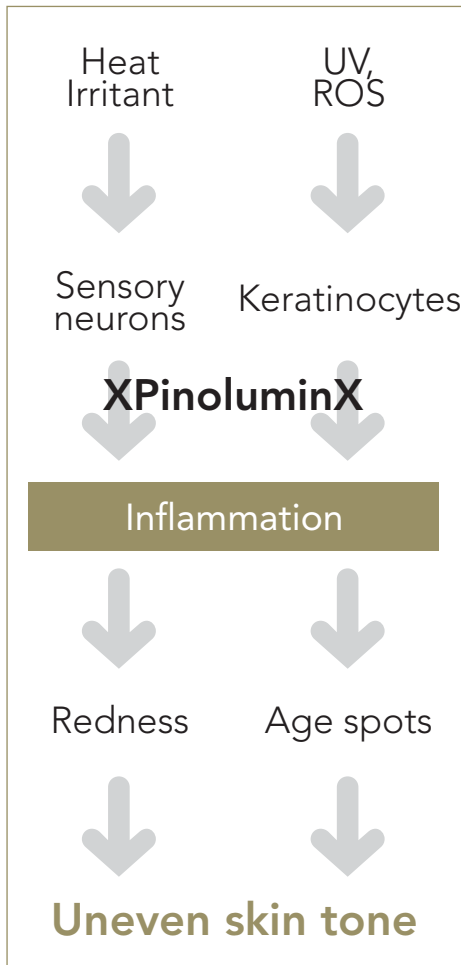 Heat
Irritant
UV,
ROS
Sensory
neurons
Keratinocytes
XPinoluminX
Inflammation
Redness
Age spots
Uneven skin tone